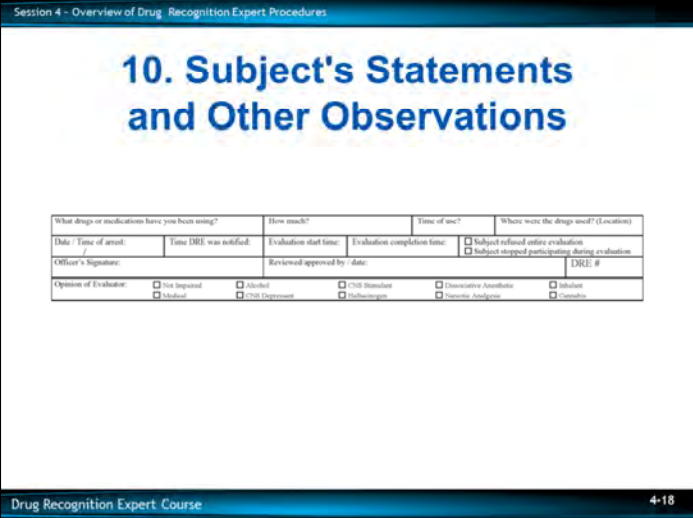 Session 4 - Overview of Drug Recognition Expert Procedures
10. Subject's Statements
and Other Observations
What drugs or medications have you been using? How much? Time of use? Where were the drugs used? (Location)
Date / Time of arrest: Time DRE was notified: Evaluation start time: Evaluation completion time: Subject refused entire evaluation
/ Subject stopped participating during evaluation
Officer's Signature: Reviewed/approved by / date: DRE #
Opinion of Evaluator: Not Impaired Alcohol CNS Stimulant Dissociative Anesthetic Inhalant
Medical CNS Depressant Hallucinogen Narcotic Analgesic Cannabis
Drug Recognition Expert Course 4-18